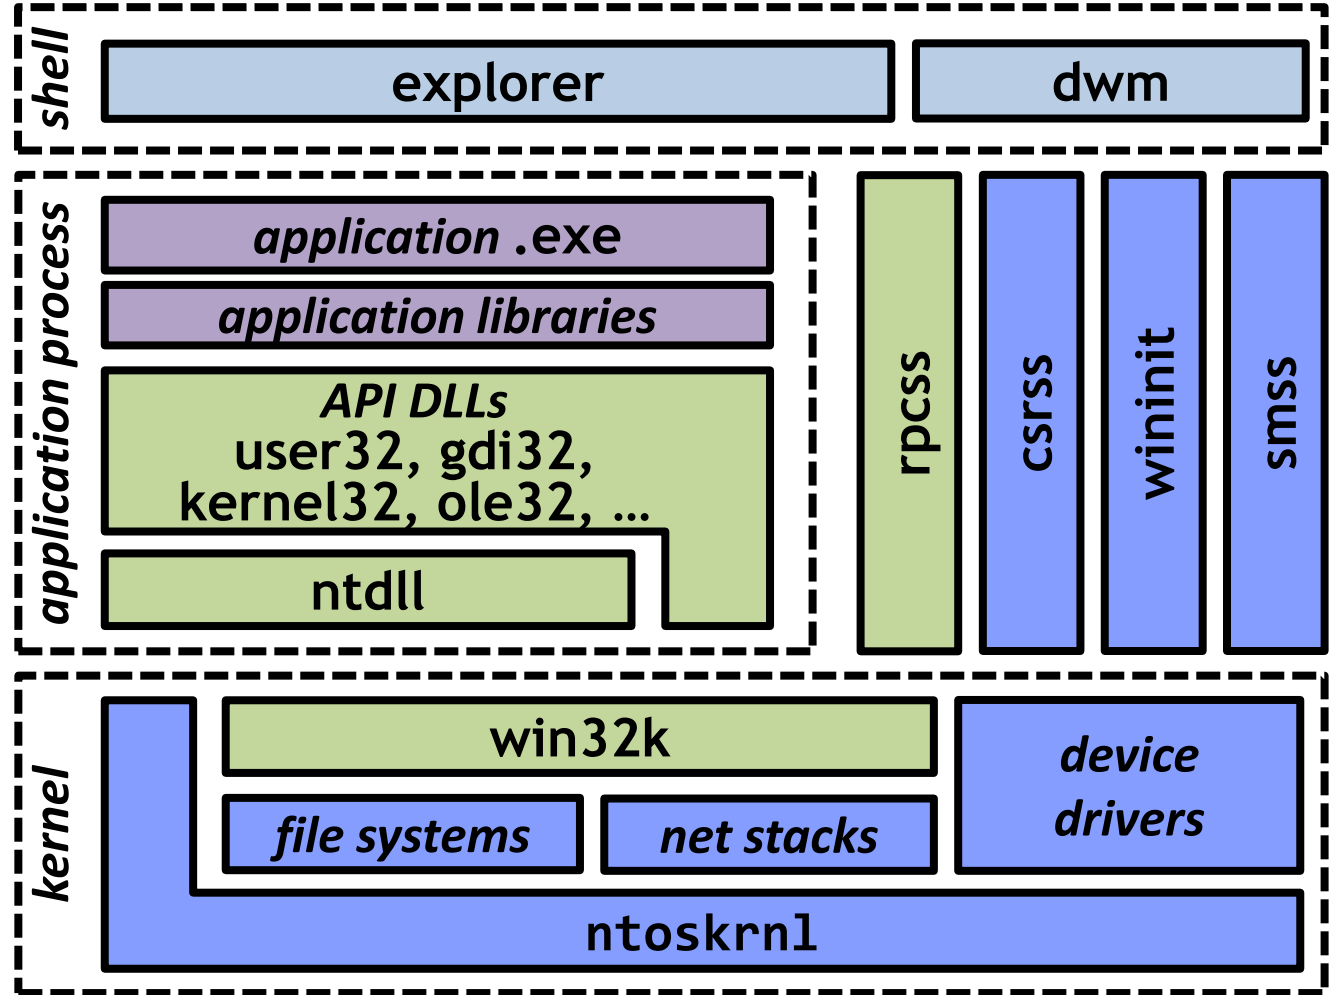 shell
explorer
dwm
application process
application .exe
application libraries
API DLLs
user32, gdi32,
kernel32, ole32, ...
ntdll
rpcss
csrss
wininit
smss
kernel
win32k
file systems
net stacks
device
drivers
ntoskrnl